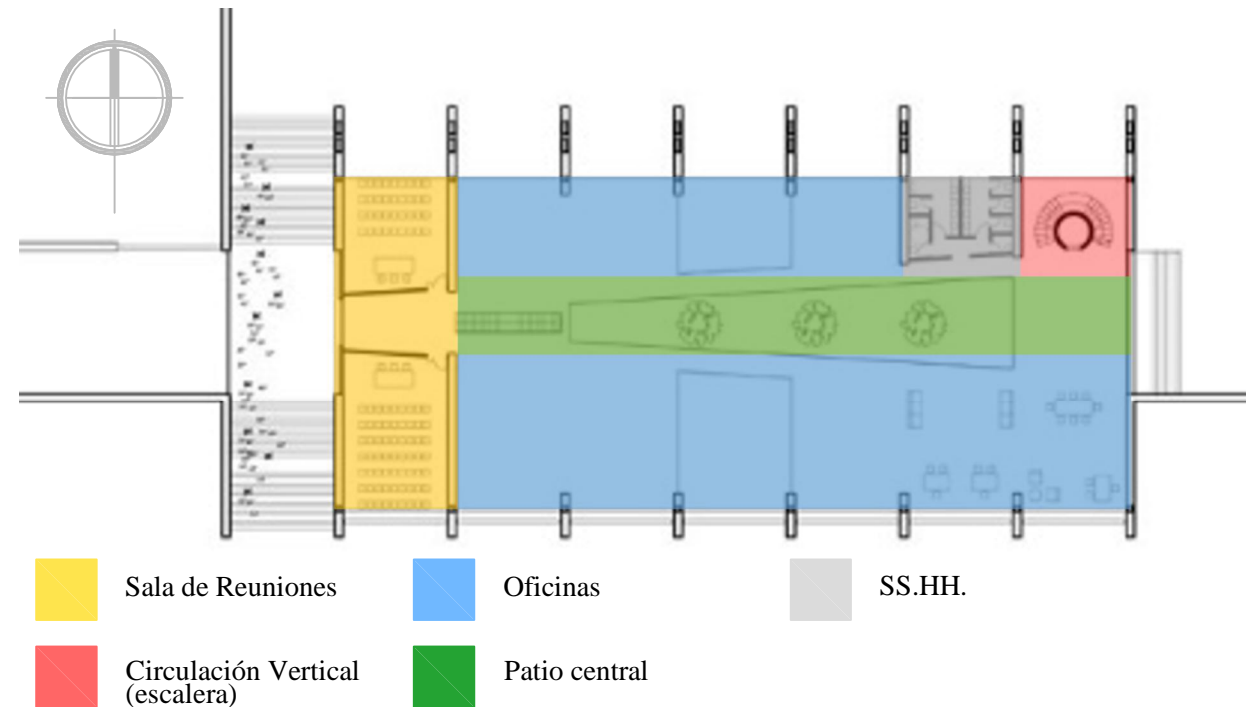 Sala de Reuniones
Oficinas
SS.HH.
Circulación Vertical
(escalera)
Patio central